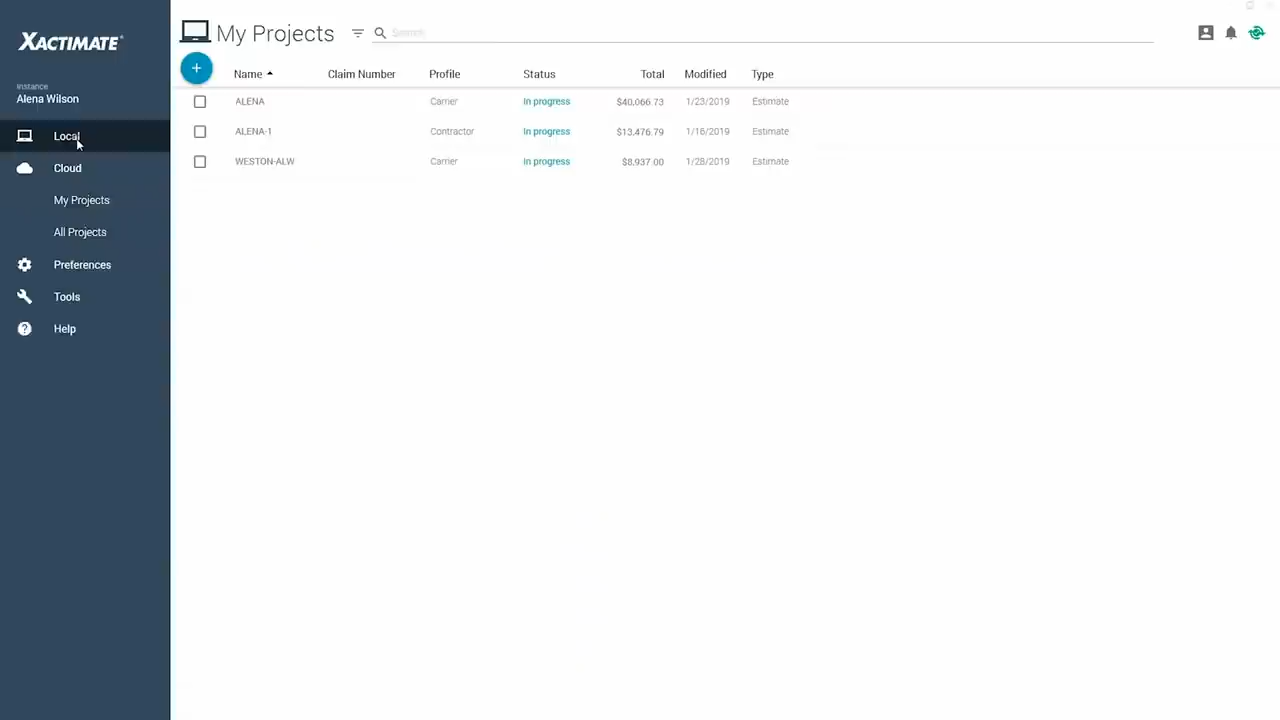 XACTIMATE®
Instance
Alena Wilson
Local
Cloud
My Projects
All Projects
Preferences
Tools
Help
My Projects
Search
Name Claim Number Profile Status Total Modified Type
ALENA Carrier In progress $40,066.73 1/23/2019 Estimate
ALENA-1 Contractor In progress $13,476.79 1/16/2019 Estimate
WESTON-ALW Carrier In progress $8,937.00 1/28/2019 Estimate